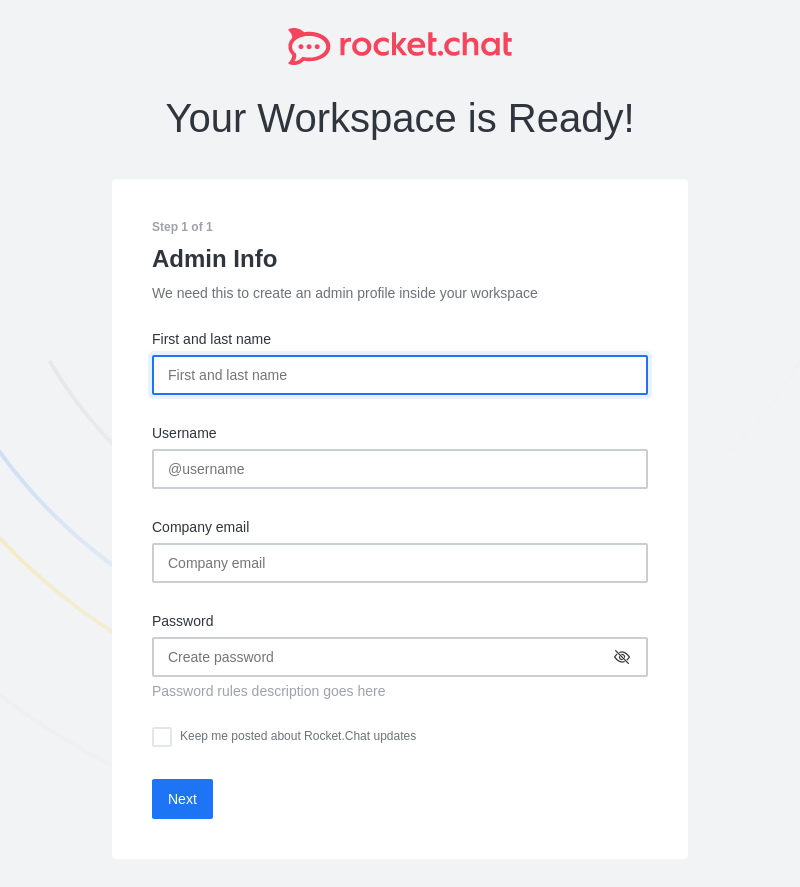 rocket.chat
Your Workspace is Ready!
Step 1 of 1
Admin Info
We need this to create an admin profile inside your workspace
First and last name
First and last name
Username
@username
Company email
Company email
Password
Create password
Password rules description goes here
Keep me posted about Rocket.Chat updates
Next